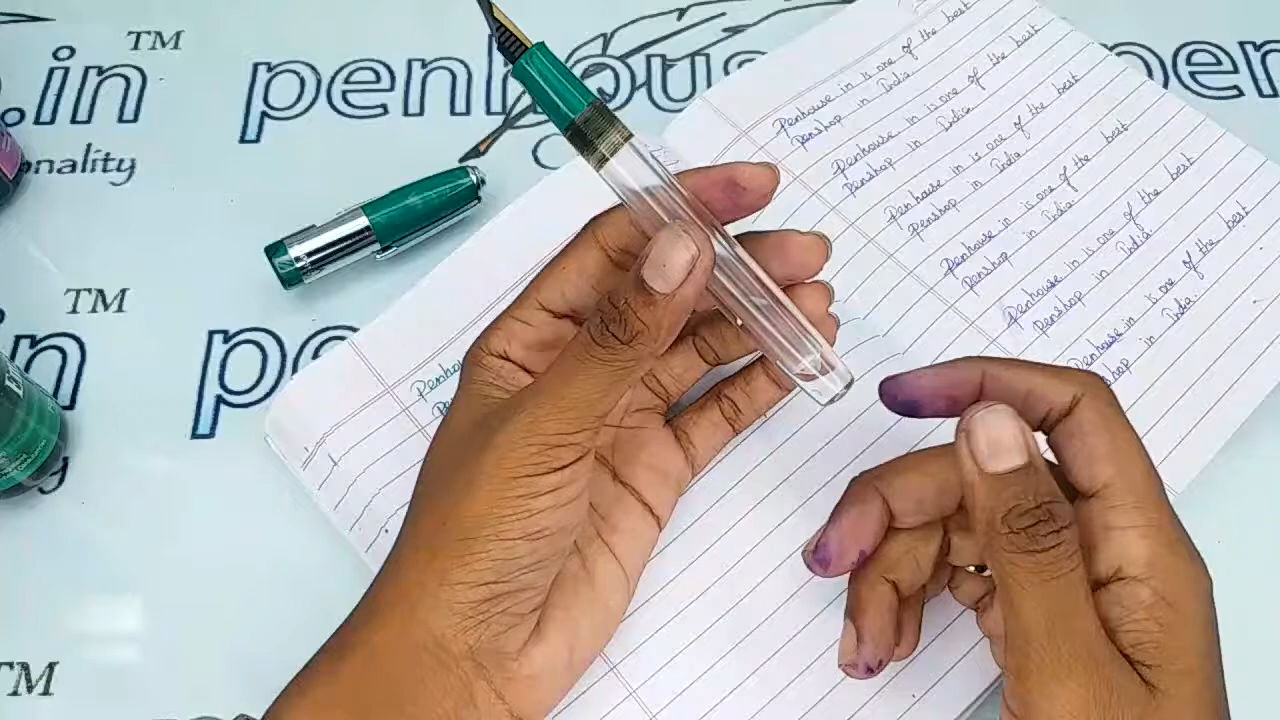 TM
e.in
penhouse
pen
onality
TM
.in
pe
TM
Penhouse.in is one of the best
Penshop in India.
Penhouse.in is one of the best
Penshop in India.
Penhouse.in is one of the best
Penshop in India.
Penhouse.in is one of the best
Penshop in India.
Penhouse.in is one of the best
Penshop in India.
Penhouse.in is one of the best
Penshop in India.
Penho